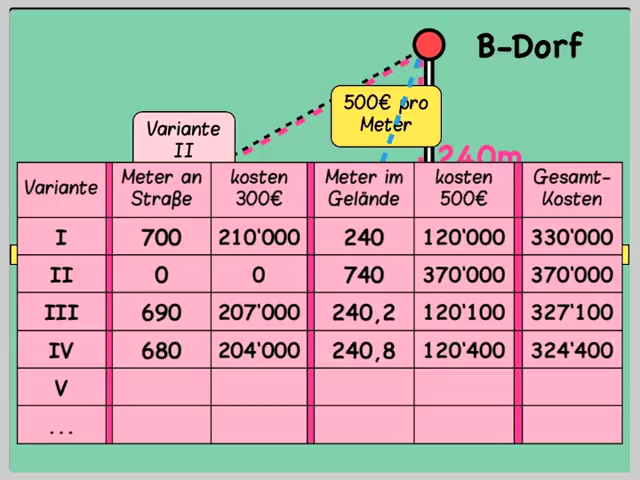 B-Dorf
500€ pro
Meter
Variante
II
240m
Variante Meter an Straße kosten 300€ Meter im Gelände kosten 500€ Gesamt-Kosten
I 700 210'000 240 120'000 330'000
II 0 0 740 370'000 370'000
III 690 207'000 240,2 120'100 327'100
IV 680 204'000 240,8 120'400 324'400
V
...